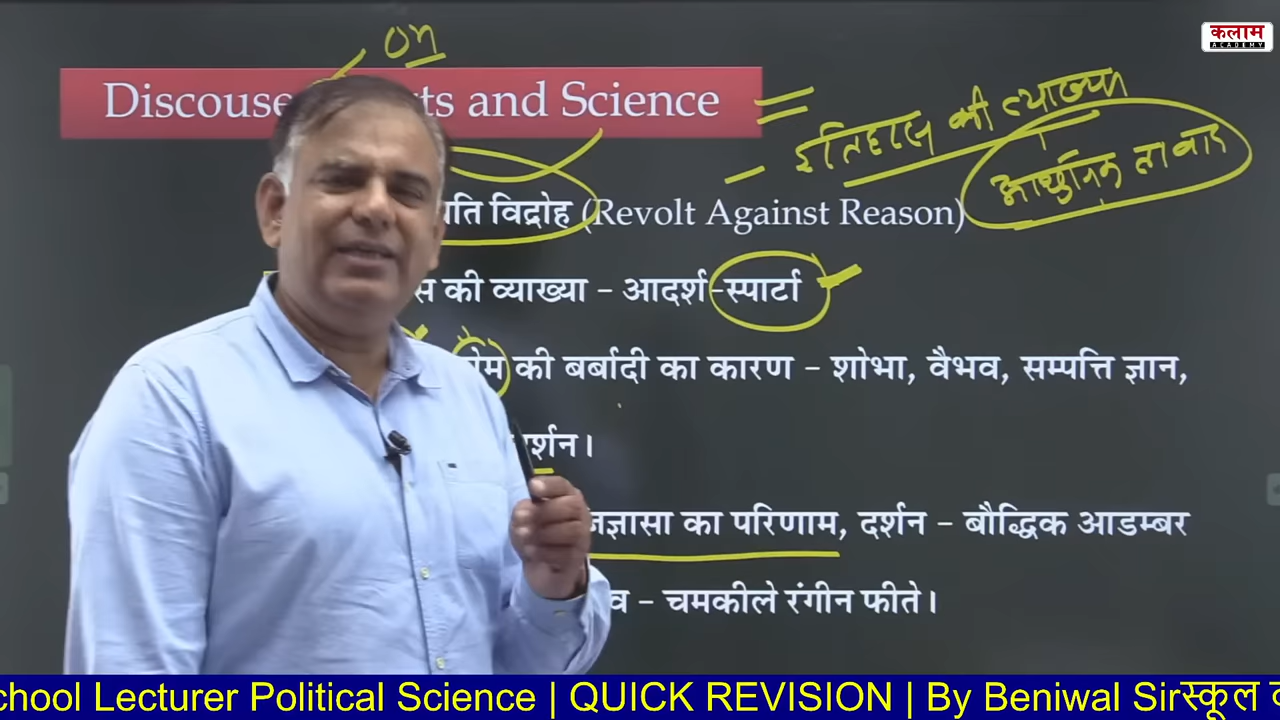 कलाम
ACADEMY
on
Discouse ts and Science
इतिहास की व्याख्या
आधुनिकतावाद
ति विद्रोह (Revolt Against Reason)
की व्याख्या – आदर्श-स्पार्टा
की बर्बादी का कारण – शोभा, वैभव, सम्पत्ति ज्ञान,
र्शन।
ज्ञासा का परिणाम, दर्शन – बौद्धिक आडम्बर
व – चमकीले रंगीन फीते।
chool Lecturer Political Science | QUICK REVISION | By Beniwal Sirस्कूल